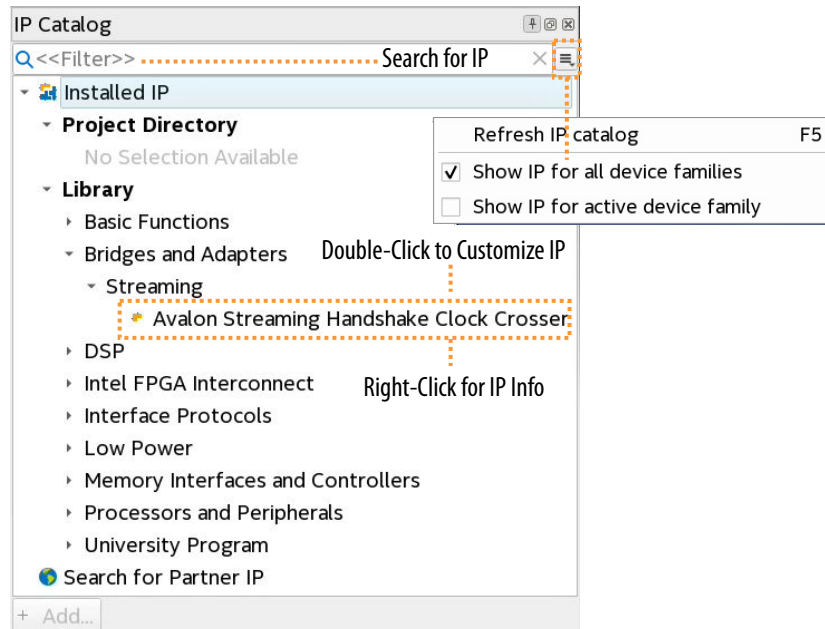 IP Catalog
<<Filter>>
Search for IP
Installed IP
Project Directory
No Selection Available
Library
Basic Functions
Bridges and Adapters
Streaming
Avalon Streaming Handshake Clock Crosser
DSP
Intel FPGA Interconnect
Interface Protocols
Low Power
Memory Interfaces and Controllers
Processors and Peripherals
University Program
Search for Partner IP
+ Add...
Refresh IP catalog F5
Show IP for all device families
Show IP for active device family
Double-Click to Customize IP
Right-Click for IP Info